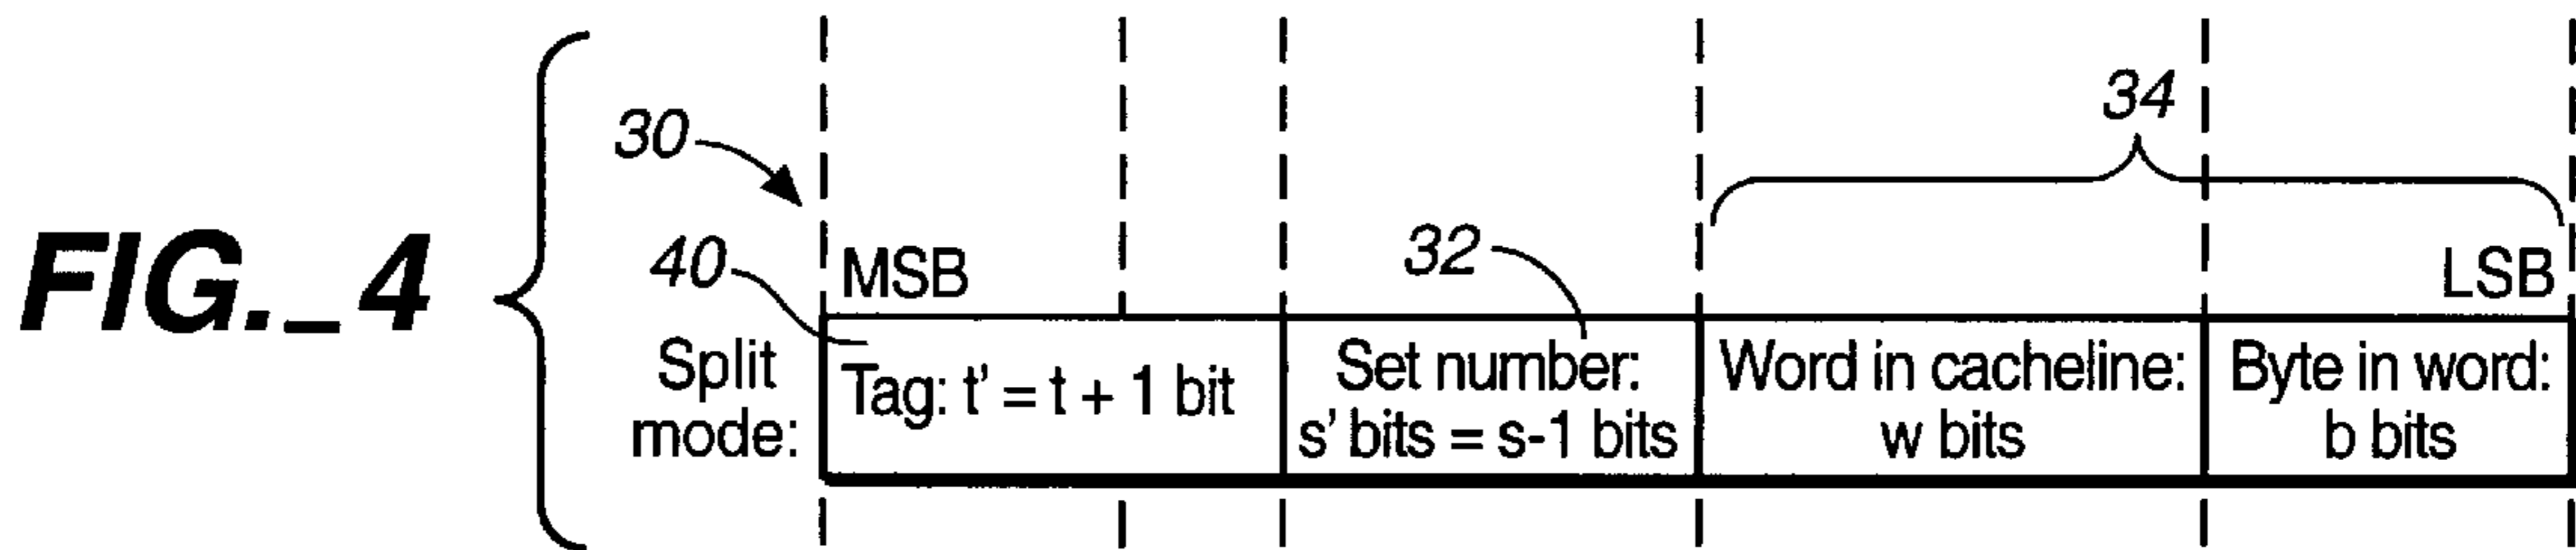 FIG._4
34
30
32
40
MSB
LSB
Split
mode:
Tag: t' = t + 1 bit
Set number:
s' bits = s-1 bits
Word in cacheline:
w bits
Byte in word:
b bits